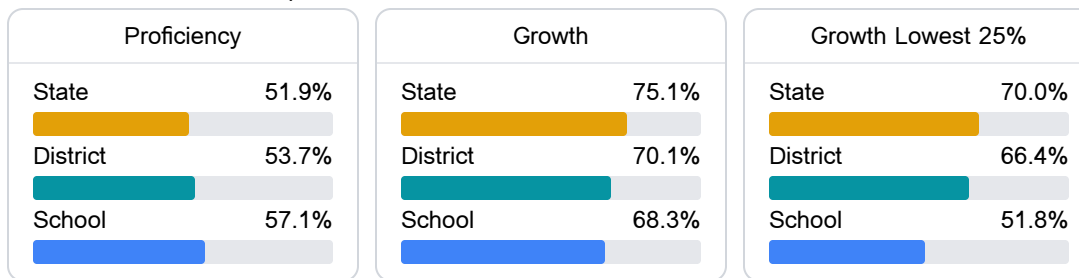 Proficiency
State 51.9%
District 53.7%
School 57.1%
Growth
State 75.1%
District 70.1%
School 68.3%
Growth Lowest 25%
State 70.0%
District 66.4%
School 51.8%